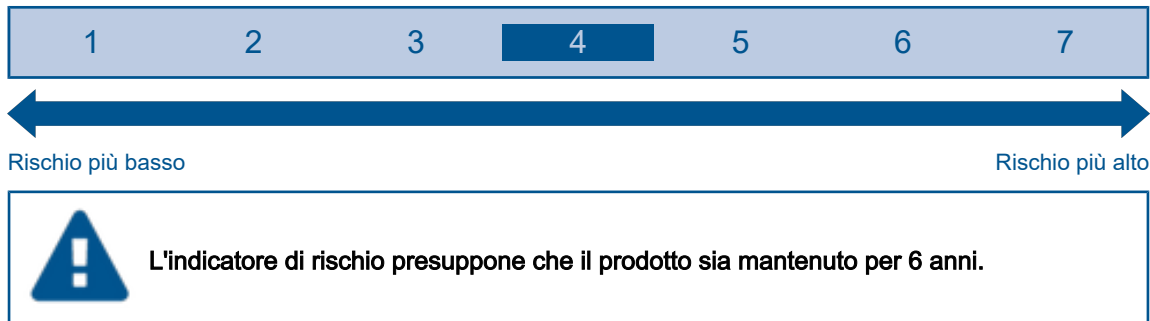 1 2 3 4 5 6 7
Rischio più basso Rischio più alto
L'indicatore di rischio presuppone che il prodotto sia mantenuto per 6 anni.